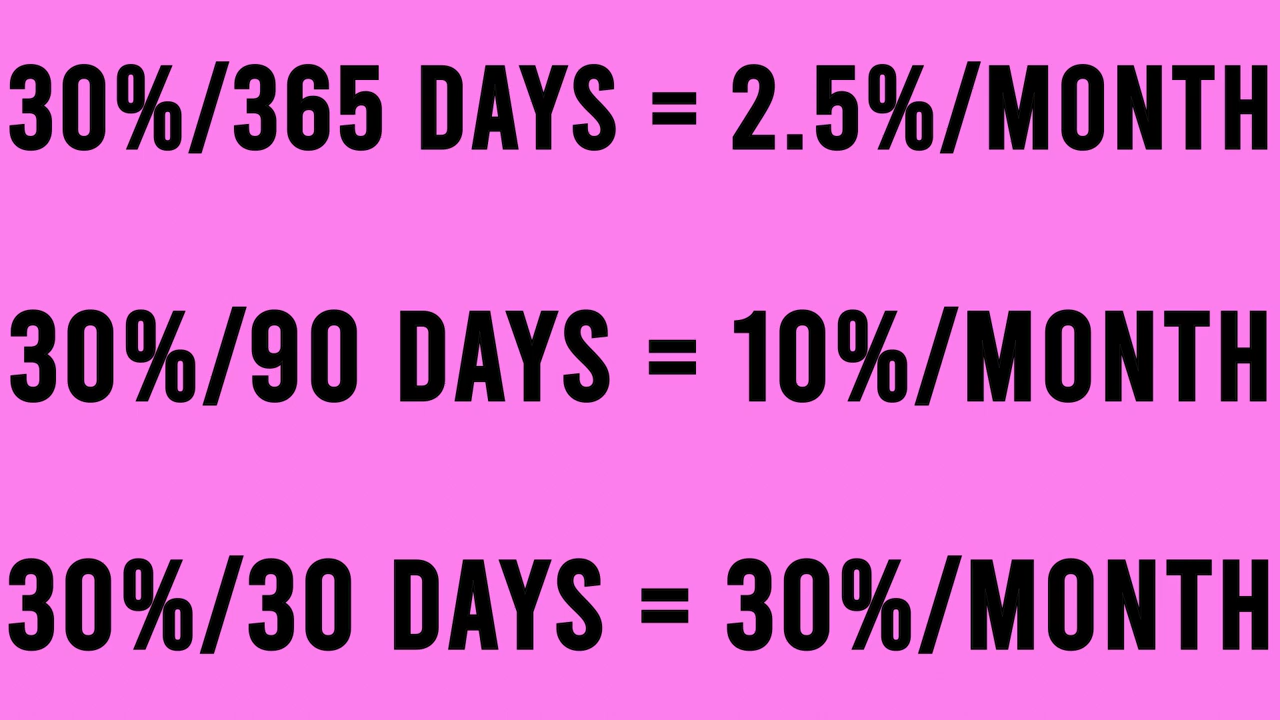 30%/365 DAYS = 2.5%/MONTH
30%/90 DAYS = 10%/MONTH
30%/30 DAYS = 30%/MONTH